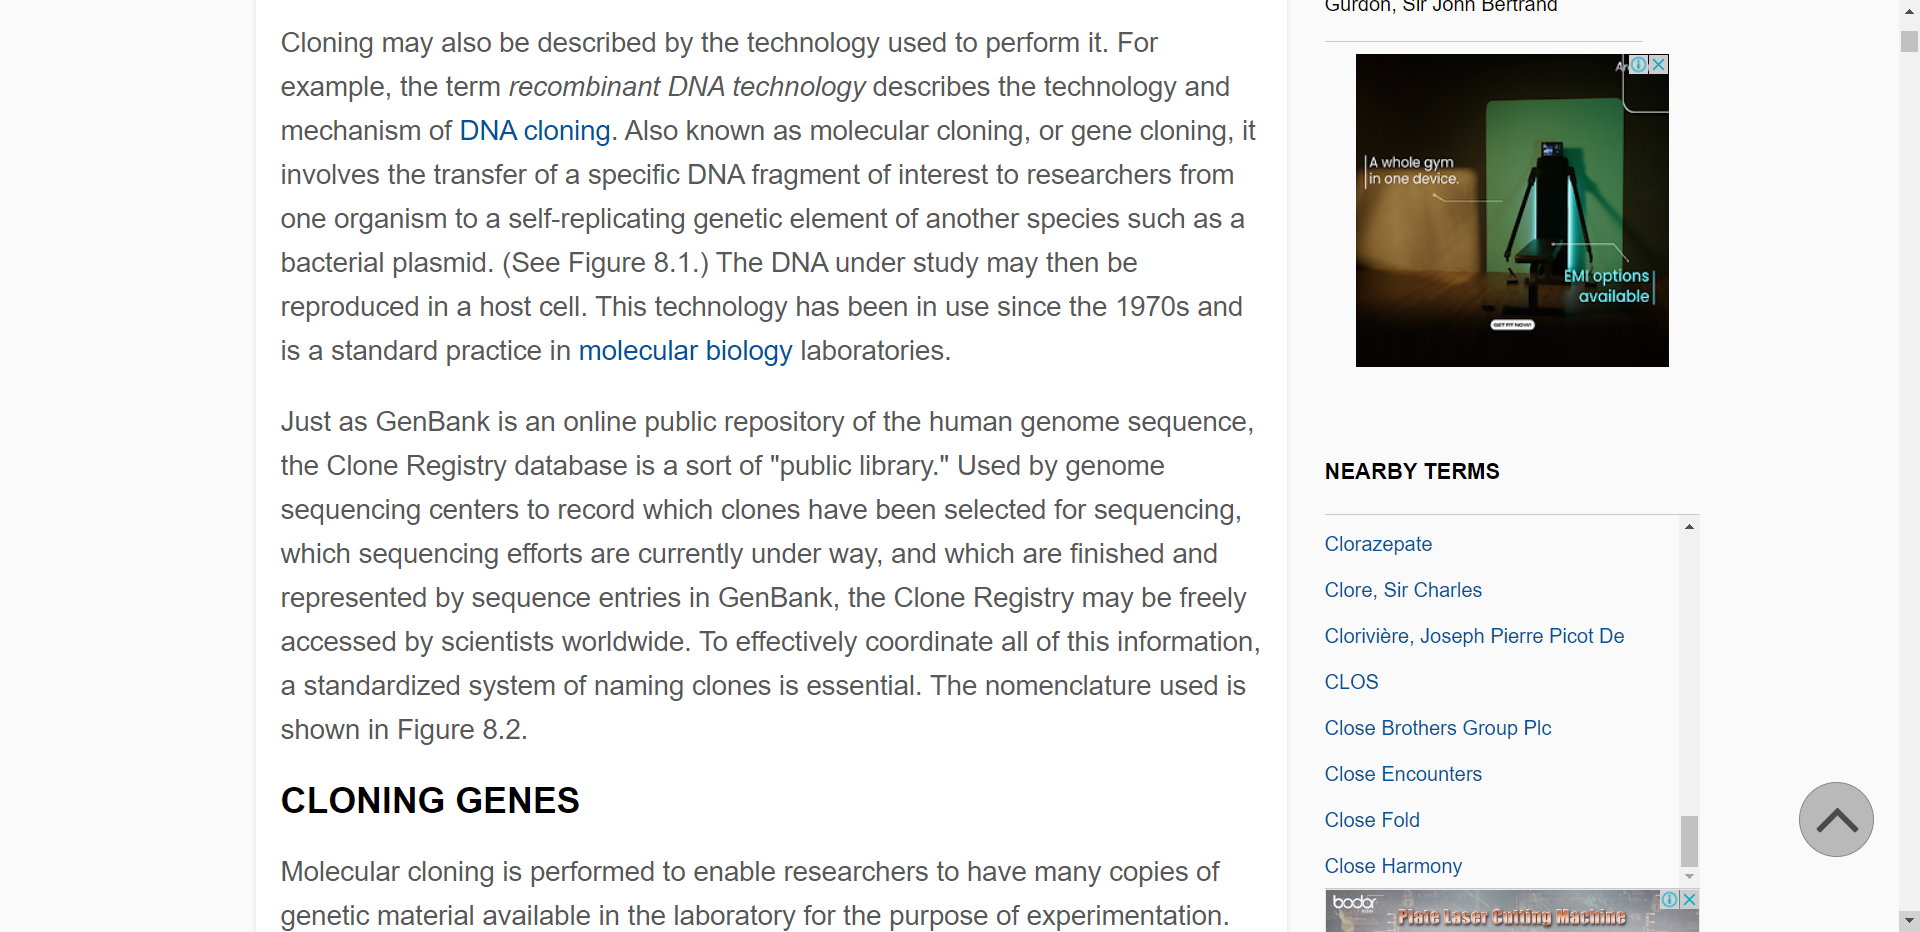 Cloning may also be described by the technology used to perform it. For
example, the term recombinant DNA technology describes the technology and
mechanism of DNA cloning. Also known as molecular cloning, or gene cloning, it
involves the transfer of a specific DNA fragment of interest to researchers from
one organism to a self-replicating genetic element of another species such as a
bacterial plasmid. (See Figure 8.1.) The DNA under study may then be
reproduced in a host cell. This technology has been in use since the 1970s and
is a standard practice in molecular biology laboratories.
Just as GenBank is an online public repository of the human genome sequence,
the Clone Registry database is a sort of "public library." Used by genome
sequencing centers to record which clones have been selected for sequencing,
which sequencing efforts are currently under way, and which are finished and
represented by sequence entries in GenBank, the Clone Registry may be freely
accessed by scientists worldwide. To effectively coordinate all of this information,
a standardized system of naming clones is essential. The nomenclature used is
shown in Figure 8.2.
CLONING GENES
Molecular cloning is performed to enable researchers to have many copies of
genetic material available in the laboratory for the purpose of experimentation.
Gurdon, Sir John Bertrand
A whole gym
in one device.
EMI options
available
GET FIT NOW!
NEARBY TERMS
Clorazepate
Clore, Sir Charles
Clorivière, Joseph Pierre Picot De
CLOS
Close Brothers Group Plc
Close Encounters
Close Fold
Close Harmony
bodor
Plate Laser Cutting Machine